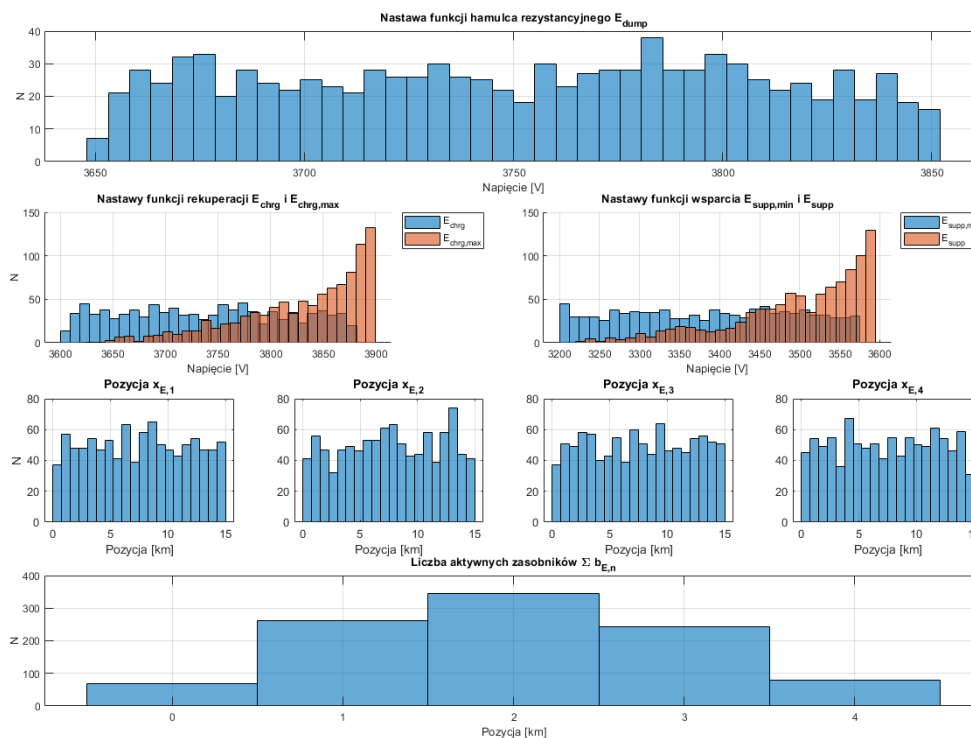 Nastawa funkcji hamulca rezystancyjnego E_dump
40
30
20
10
0
N
3650 3700 3750 3800 3850
Napięcie [V]
Nastawy funkcji rekuperacji E_chrg i E_chrg,max
150
100
50
0
N
E_chrg
E_chrg,max
3600 3650 3700 3750 3800 3850 3900
Napięcie [V]
Nastawy funkcji wsparcia E_supp,min i E_supp
150
100
50
0
E_supp,m
E_supp
3200 3250 3300 3350 3400 3450 3500 3550 3600
Napięcie [V]
Pozycja x_E,1
80
60
40
20
0
N
0 5 10 15
Pozycja [km]
Pozycja x_E,2
80
60
40
20
0
0 5 10 15
Pozycja [km]
Pozycja x_E,3
80
60
40
20
0
0 5 10 15
Pozycja [km]
Pozycja x_E,4
80
60
40
20
0
0 5 10 15
Pozycja [km]
Liczba aktywnych zasobników Σ b_E,n
400
300
200
100
0
N
0 1 2 3 4
Pozycja [km]